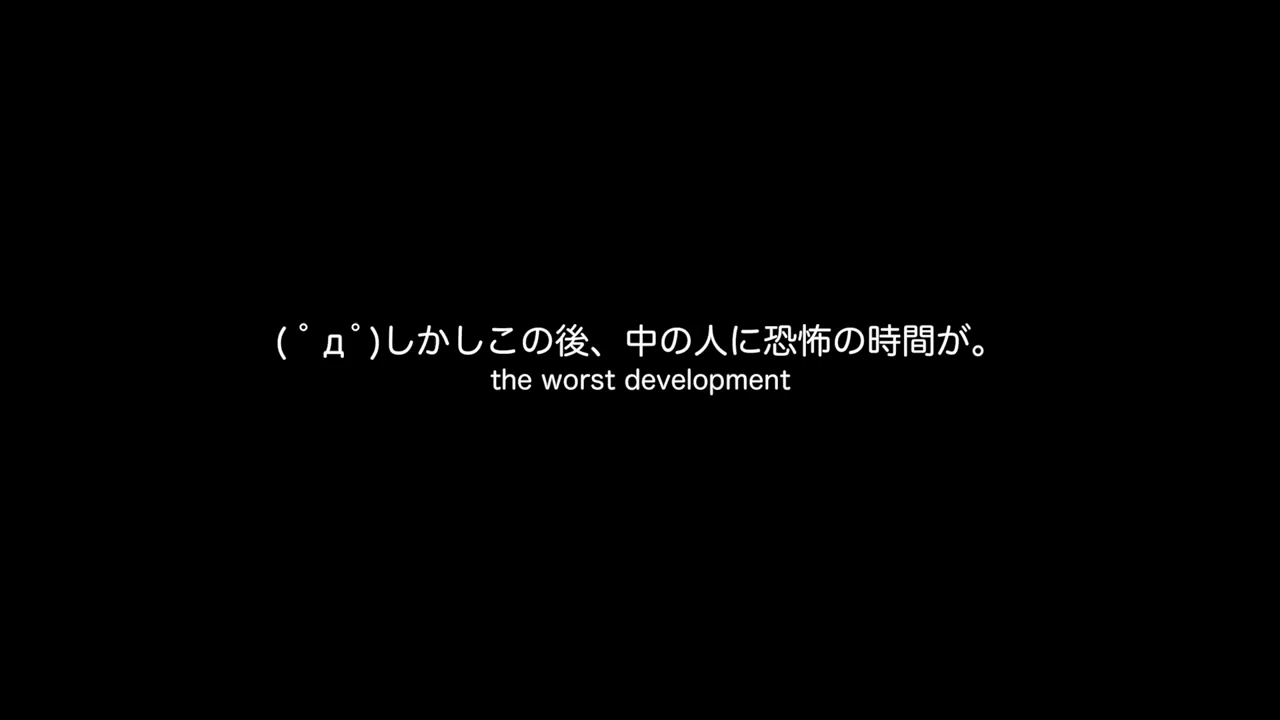 ( ﾟдﾟ)しかしこの後、中の人に恐怖の時間が。
the worst development